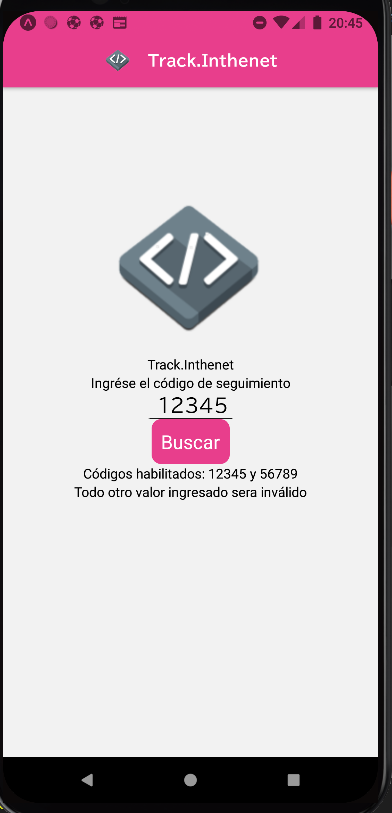 20:45
</> Track.Inthenet
</>
Track.Inthenet
Ingrése el código de seguimiento
12345
Buscar
Códigos habilitados: 12345 y 56789
Todo otro valor ingresado sera inválido